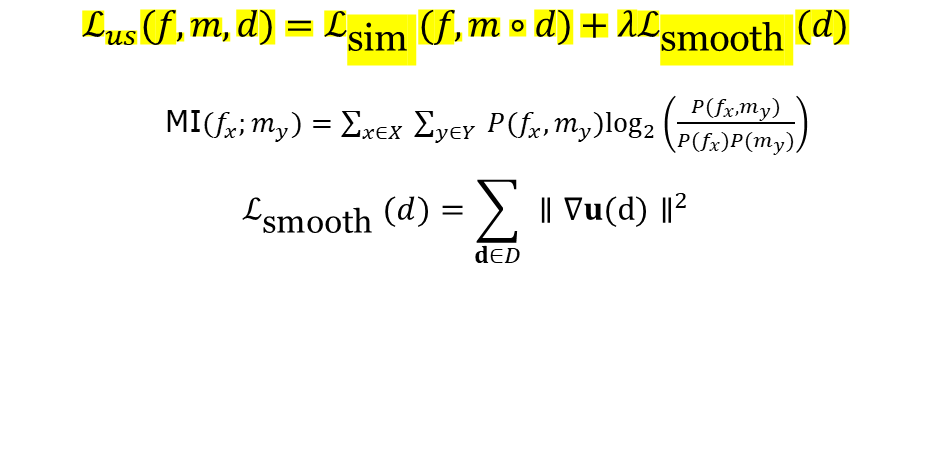 ℒ_us(f, m, d) = ℒ_sim (f, m ∘ d) + λℒ_smooth (d)
MI(f_x; m_y) = ∑_{x∈X} ∑_{y∈Y} P(f_x, m_y)log_2 (P(f_x,m_y) / P(f_x)P(m_y))
ℒ_smooth (d) = ∑_{𝐝∈D} ∥ ∇𝐮(d) ∥^2